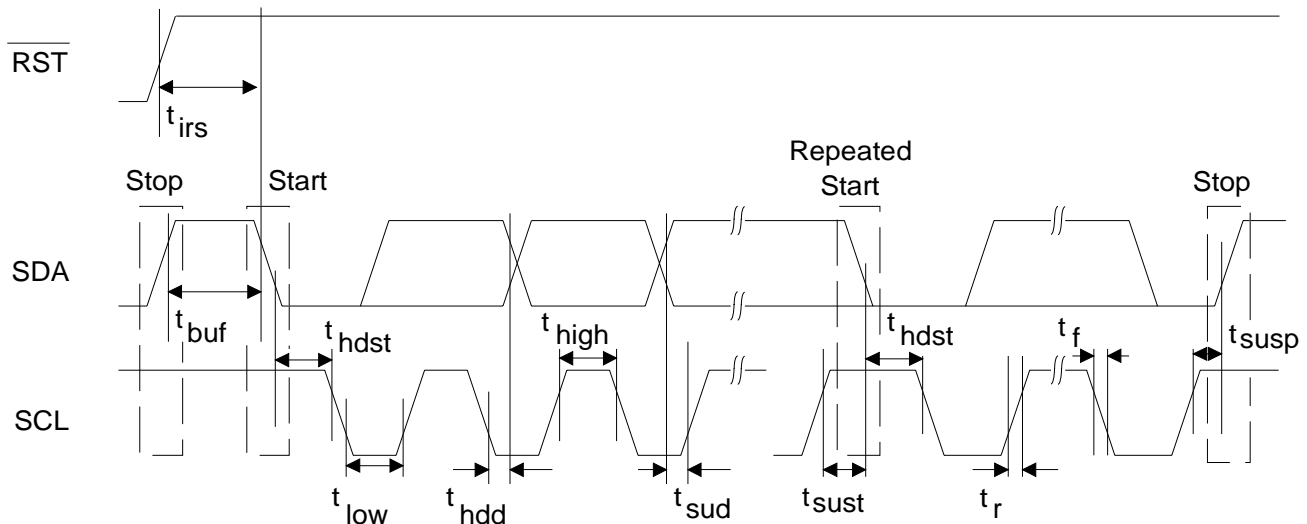 RST
t irs
Repeated
Stop Start Start Stop
SDA
t buf
t hdst
t high
t hdst
t f
t susp
SCL
t low
t hdd
t sud
t sust
t r